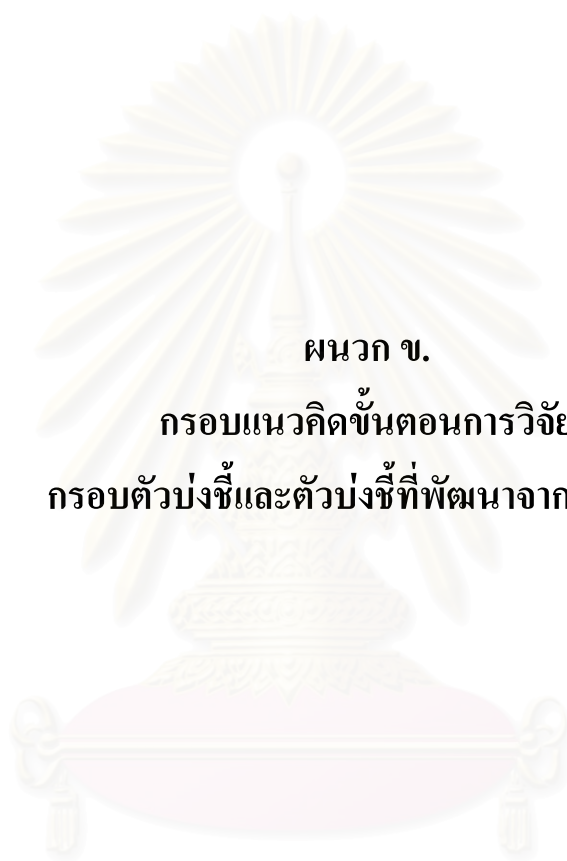 ผนวก ข.
กรอบแนวคิดขั้นตอนการวิจัย
กรอบตัวบ่งชี้และตัวบ่งชี้ที่พัฒนาจาก